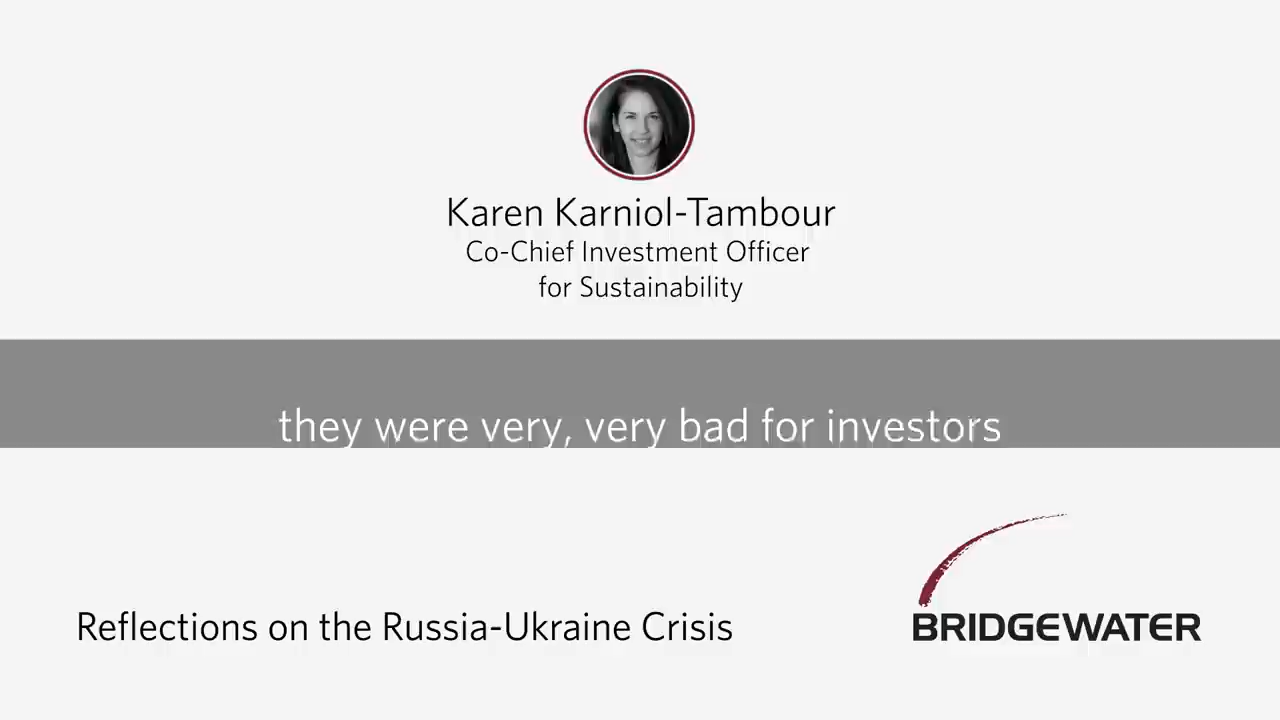 Karen Karniol-Tambour
Co-Chief Investment Officer
for Sustainability
they were very, very bad for investors
Reflections on the Russia-Ukraine Crisis
BRIDGEWATER